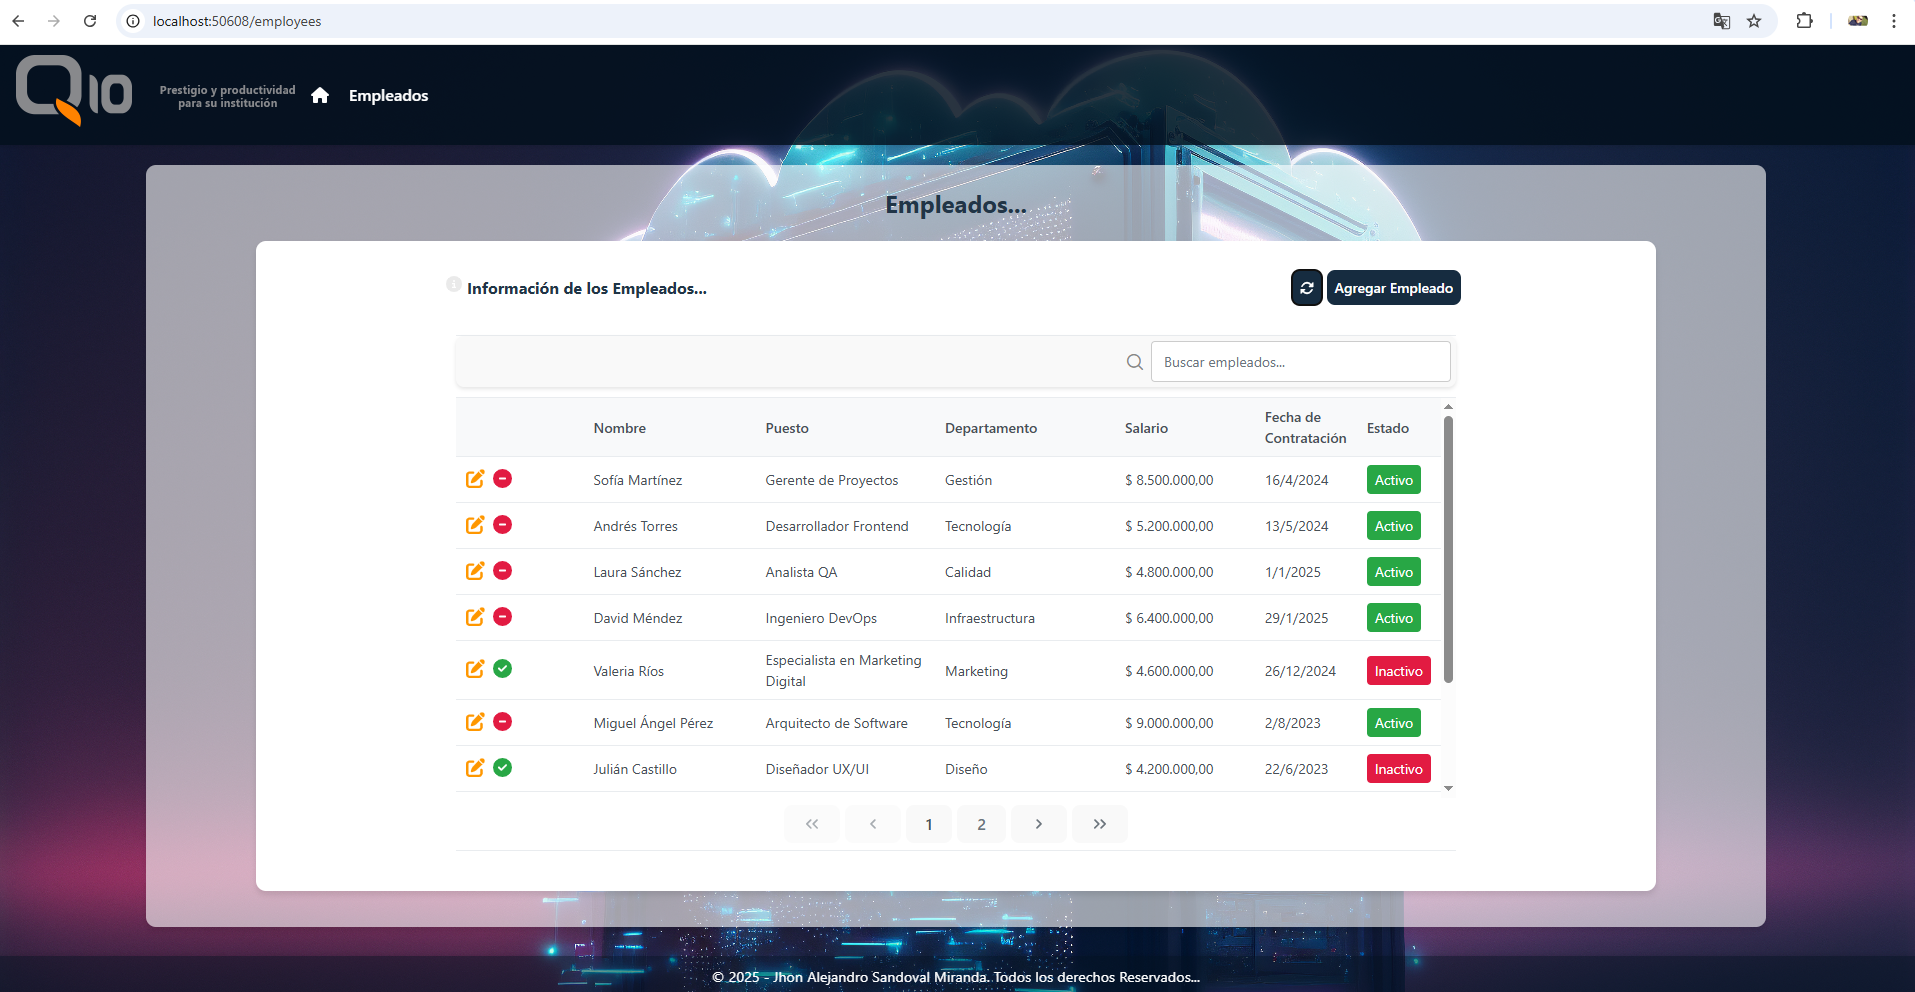 localhost:50608/employees
Q10
Prestigio y productividad
para su institución
Empleados
Empleados...
Información de los Empleados...
Agregar Empleado
Buscar empleados...
Nombre Puesto Departamento Salario Fecha de Contratación Estado
Sofía Martínez Gerente de Proyectos Gestión $ 8.500.000,00 16/4/2024 Activo
Andrés Torres Desarrollador Frontend Tecnología $ 5.200.000,00 13/5/2024 Activo
Laura Sánchez Analista QA Calidad $ 4.800.000,00 1/1/2025 Activo
David Méndez Ingeniero DevOps Infraestructura $ 6.400.000,00 29/1/2025 Activo
Valeria Ríos Especialista en Marketing Digital Marketing $ 4.600.000,00 26/12/2024 Inactivo
Miguel Ángel Pérez Arquitecto de Software Tecnología $ 9.000.000,00 2/8/2023 Activo
Julián Castillo Diseñador UX/UI Diseño $ 4.200.000,00 22/6/2023 Inactivo
1 2
© 2025 - Jhon Alejandro Sandoval Miranda. Todos los derechos Reservados...